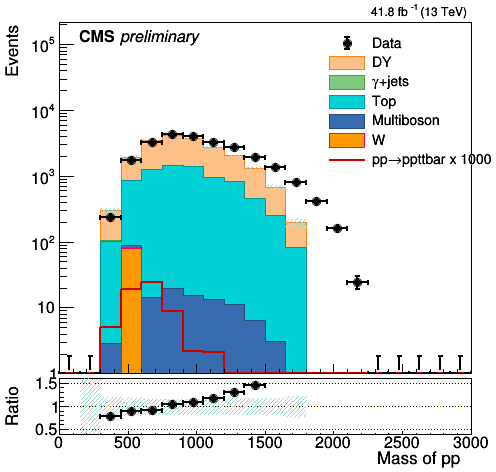 41.8 fb⁻¹ (13 TeV)
CMS preliminary
Events
10⁵
10⁴
10³
10²
10
1
Data
DY
γ+jets
Top
Multiboson
W
pp→ppttbar x 1000
Ratio
1.5
1
0.5
0 500 1000 1500 2000 2500 3000
Mass of pp